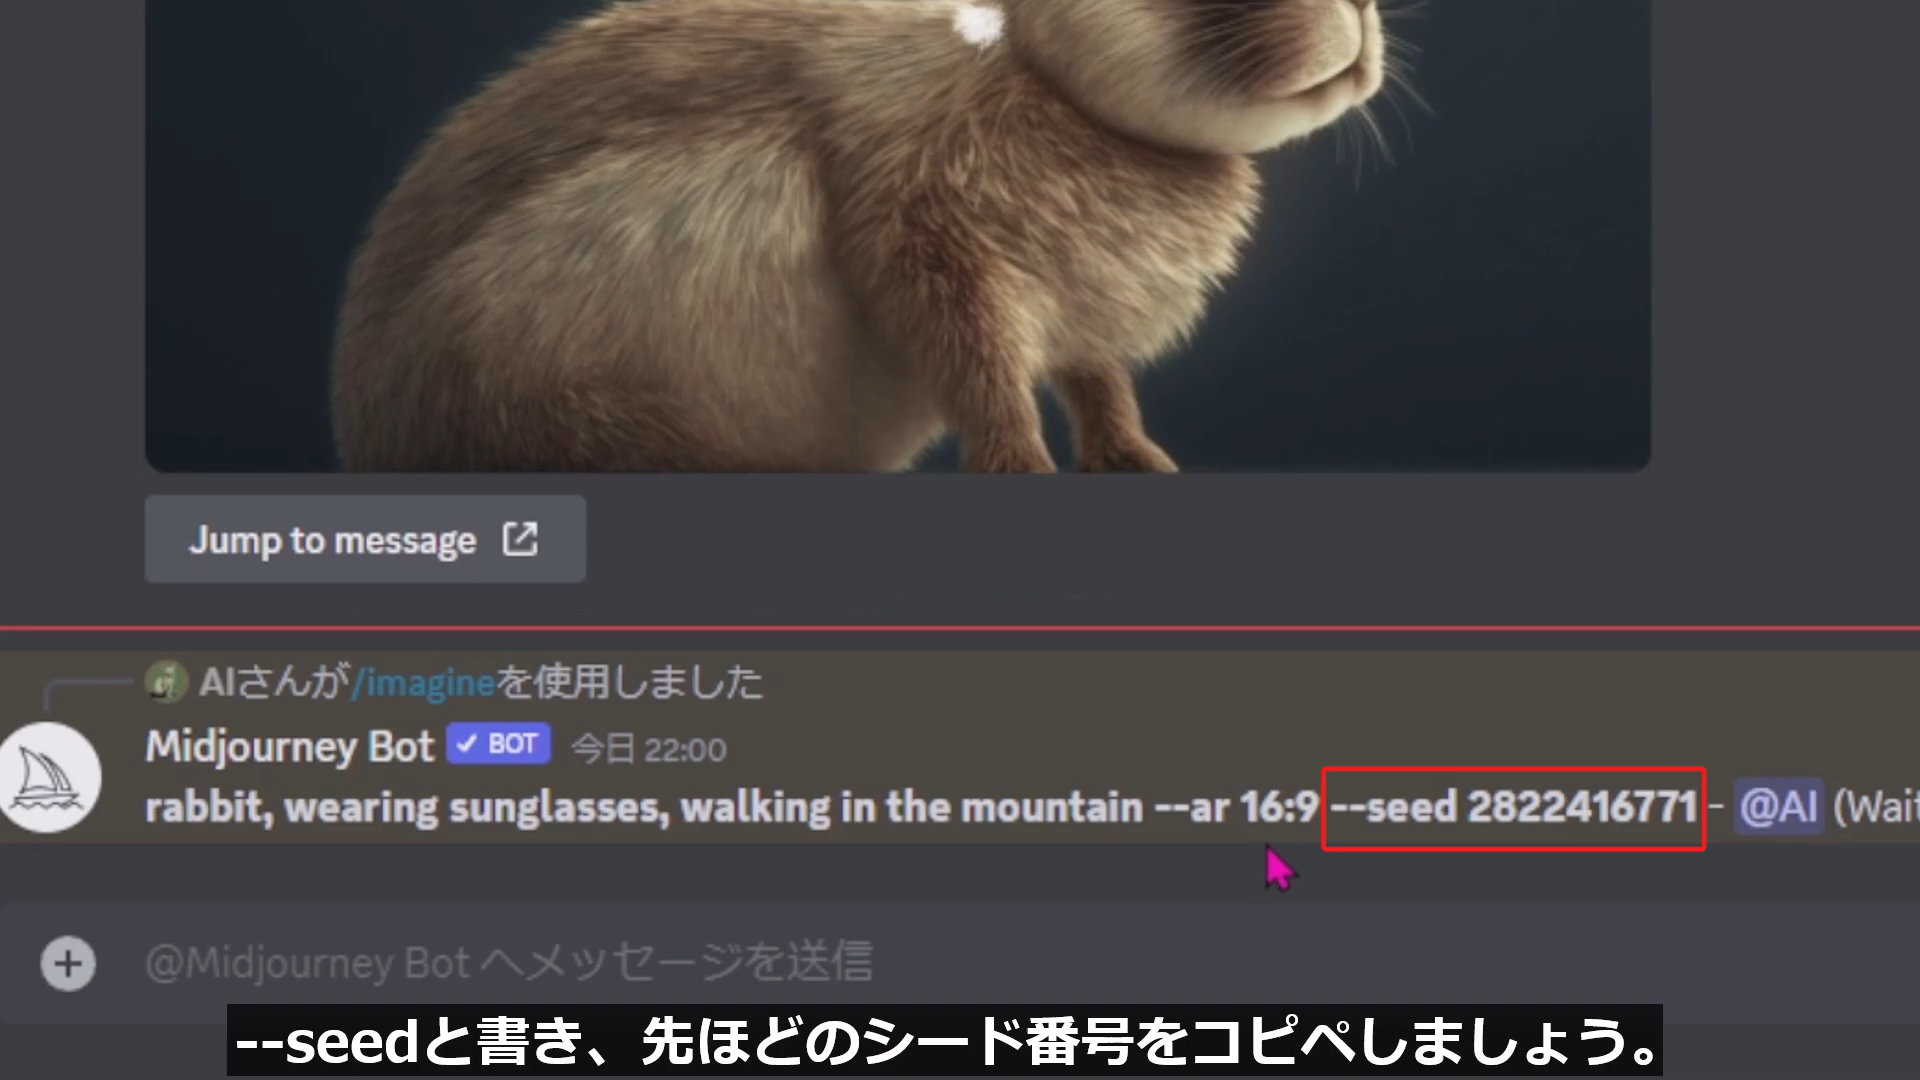 Jump to message
AIさんが/imagineを使用しました
Midjourney Bot ✓ BOT 今日 22:00
rabbit, wearing sunglasses, walking in the mountain --ar 16:9 --seed 2822416771 - @AI (Wait
@Midjourney Bot へメッセージを送信
--seedと書き、先ほどのシード番号をコピペしましょう。